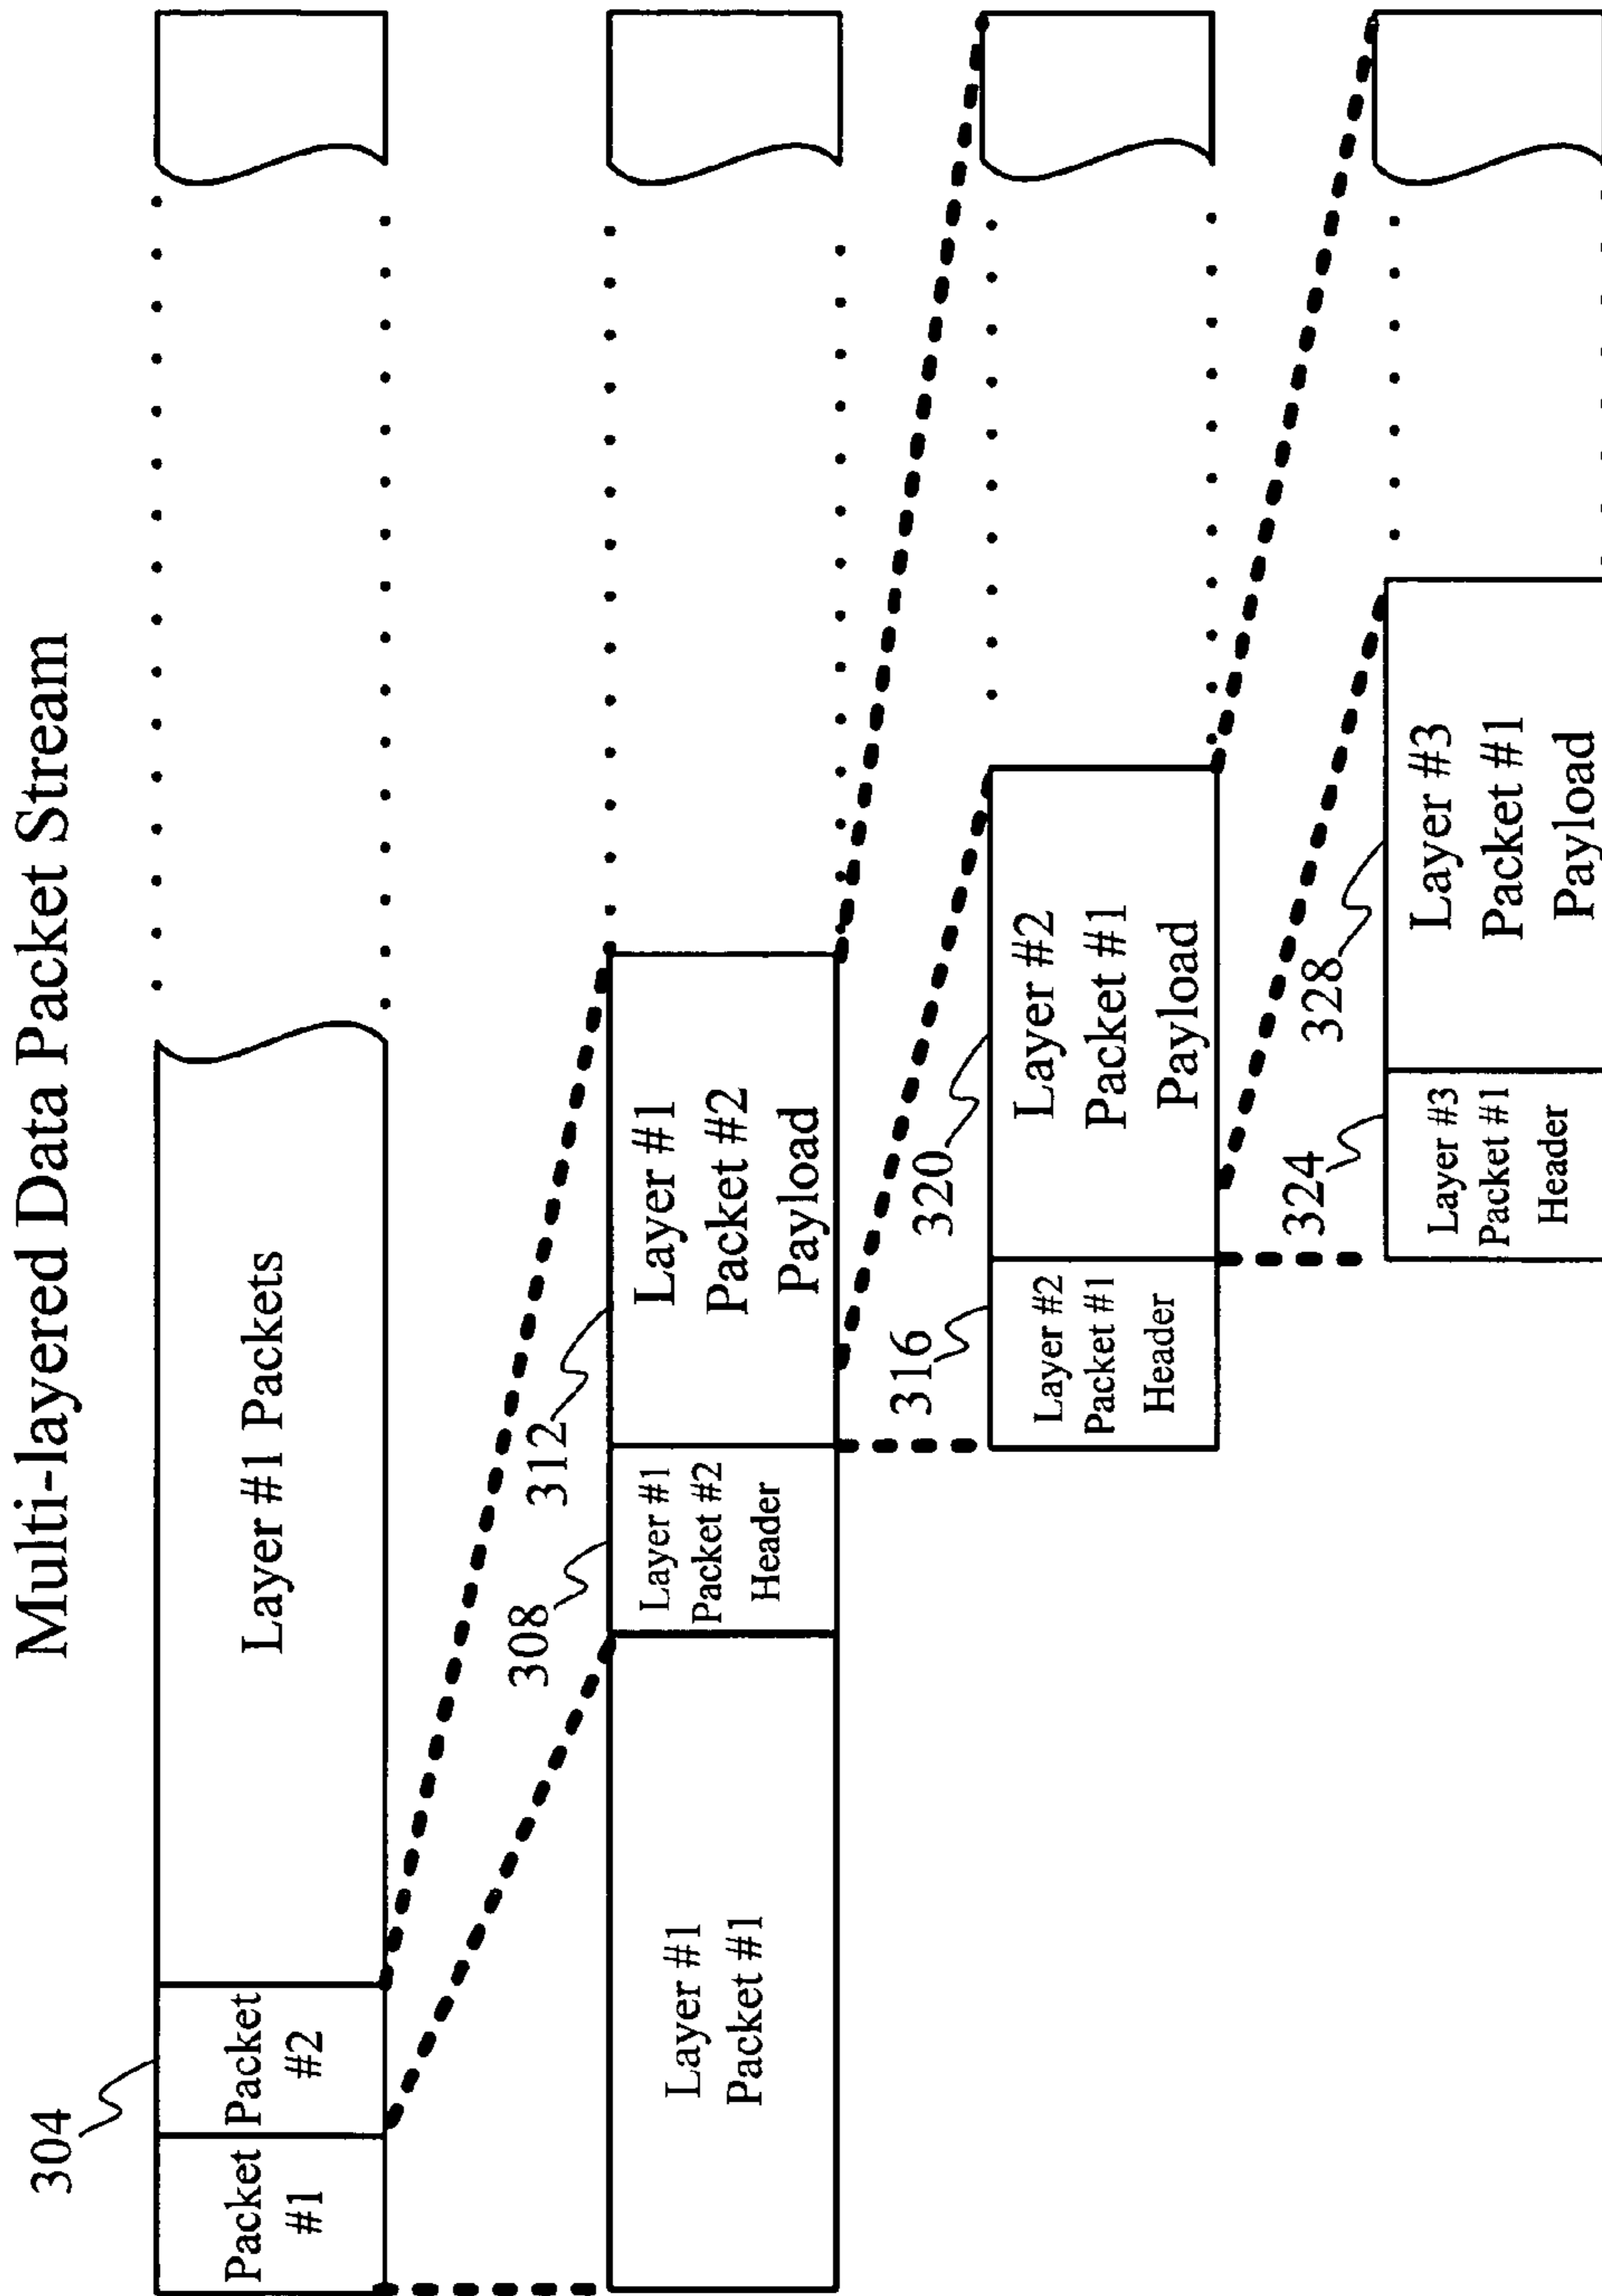 Multi-layered Data Packet Stream
304
Packet
#1
Packet
#2
Layer #1 Packets
308
312
Layer #1
Packet #1
Layer #1
Packet #2
Header
Layer #1
Packet #2
Payload
316
320
Layer #2
Packet #1
Header
Layer #2
Packet #1
Payload
324
328
Layer #3
Packet #1
Header
Layer #3
Packet #1
Payload